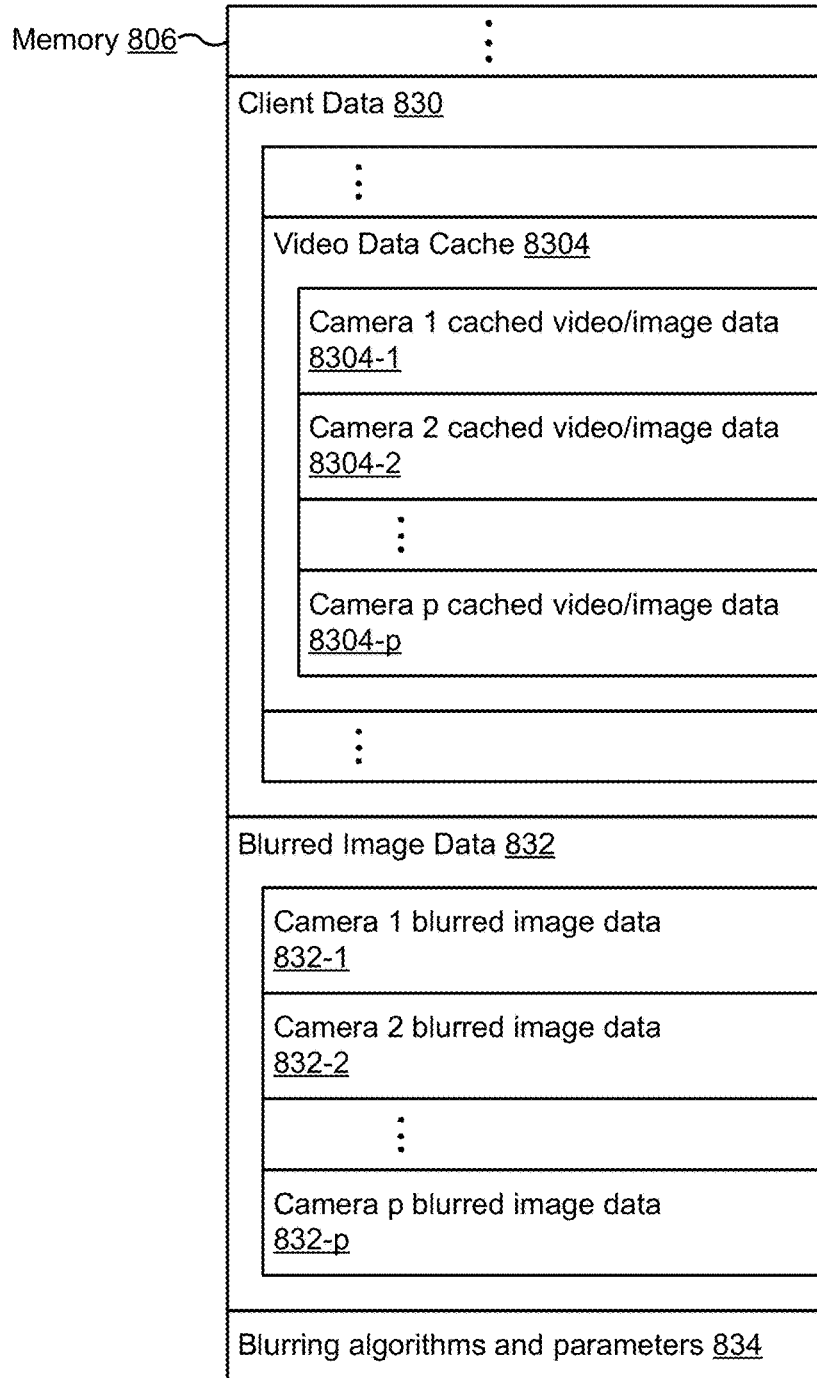 Memory 806
Client Data 830
Video Data Cache 8304
Camera 1 cached video/image data
8304-1
Camera 2 cached video/image data
8304-2
Camera p cached video/image data
8304-p
Blurred Image Data 832
Camera 1 blurred image data
832-1
Camera 2 blurred image data
832-2
Camera p blurred image data
832-p
Blurring algorithms and parameters 834